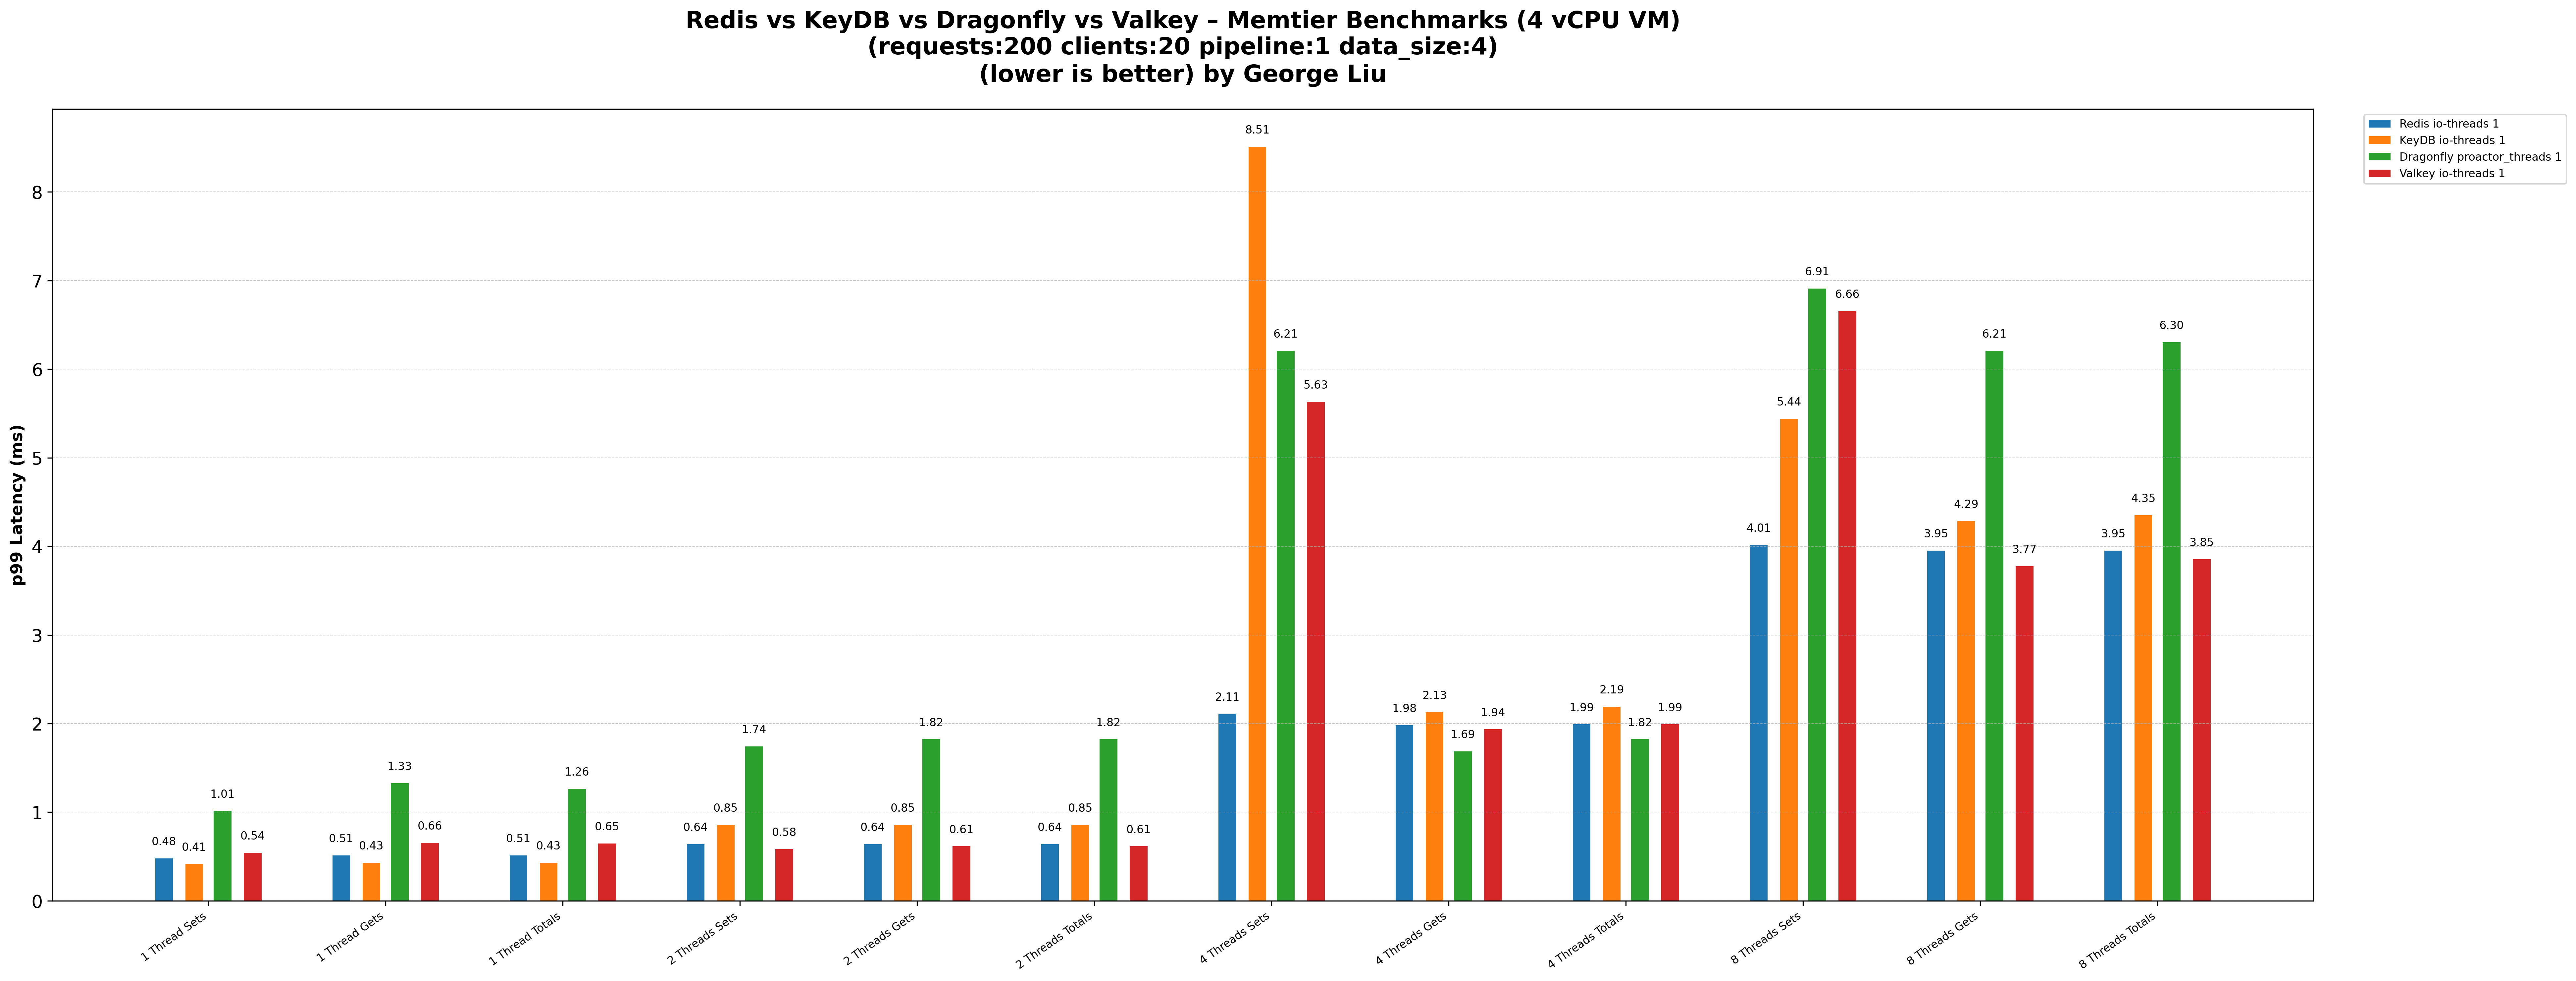 Redis vs KeyDB vs Dragonfly vs Valkey – Memtier Benchmarks (4 vCPU VM)
(requests:200 clients:20 pipeline:1 data_size:4)
(lower is better) by George Liu
Redis io-threads 1
KeyDB io-threads 1
Dragonfly proactor_threads 1
Valkey io-threads 1
p99 Latency (ms)
8
7
6
5
4
3
2
1
0
0.48 0.41 1.01 0.54
0.51 0.43 1.33 0.66
0.51 0.43 1.26 0.65
0.64 0.85 1.74 0.58
0.64 0.85 1.82 0.61
0.64 0.85 1.82 0.61
2.11 8.51 6.21 5.63
1.98 2.13 1.69 1.94
1.99 2.19 1.82 1.99
4.01 5.44 6.91 6.66
3.95 4.29 6.21 3.77
3.95 4.35 6.30 3.85
1 Thread Sets
1 Thread Gets
1 Thread Totals
2 Threads Sets
2 Threads Gets
2 Threads Totals
4 Threads Sets
4 Threads Gets
4 Threads Totals
8 Threads Sets
8 Threads Gets
8 Threads Totals